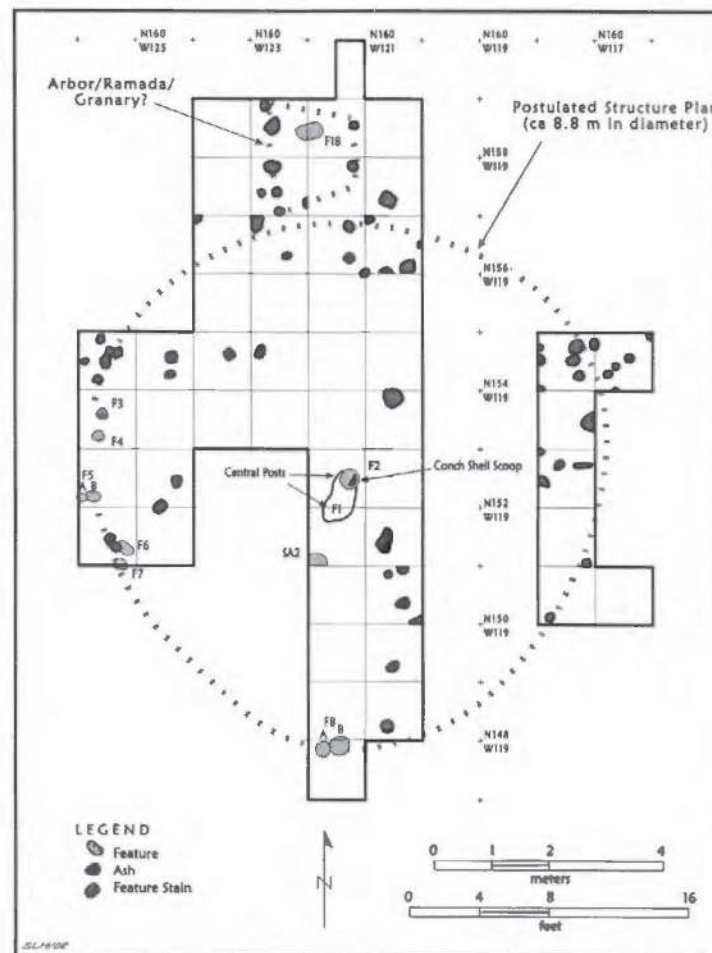 N160
W125
N160
W123
N160
W121
N160
W119
N160
W117
Arbor/Ramada/
Granary?
Postulated Structure Plan
(ca 8.8 m in diameter)
F18
N158
W119
N156
W119
N154
W119
F3
F4
F5
A B
F2
Central Posts
Conch Shell Scoop
F1
N152
W119
F6
F7
SA2
N150
W119
F8
A B
N148
W119
LEGEND
Feature
Ash
Feature Stain
N
0 1 2 4
meters
0 4 8 16
feet